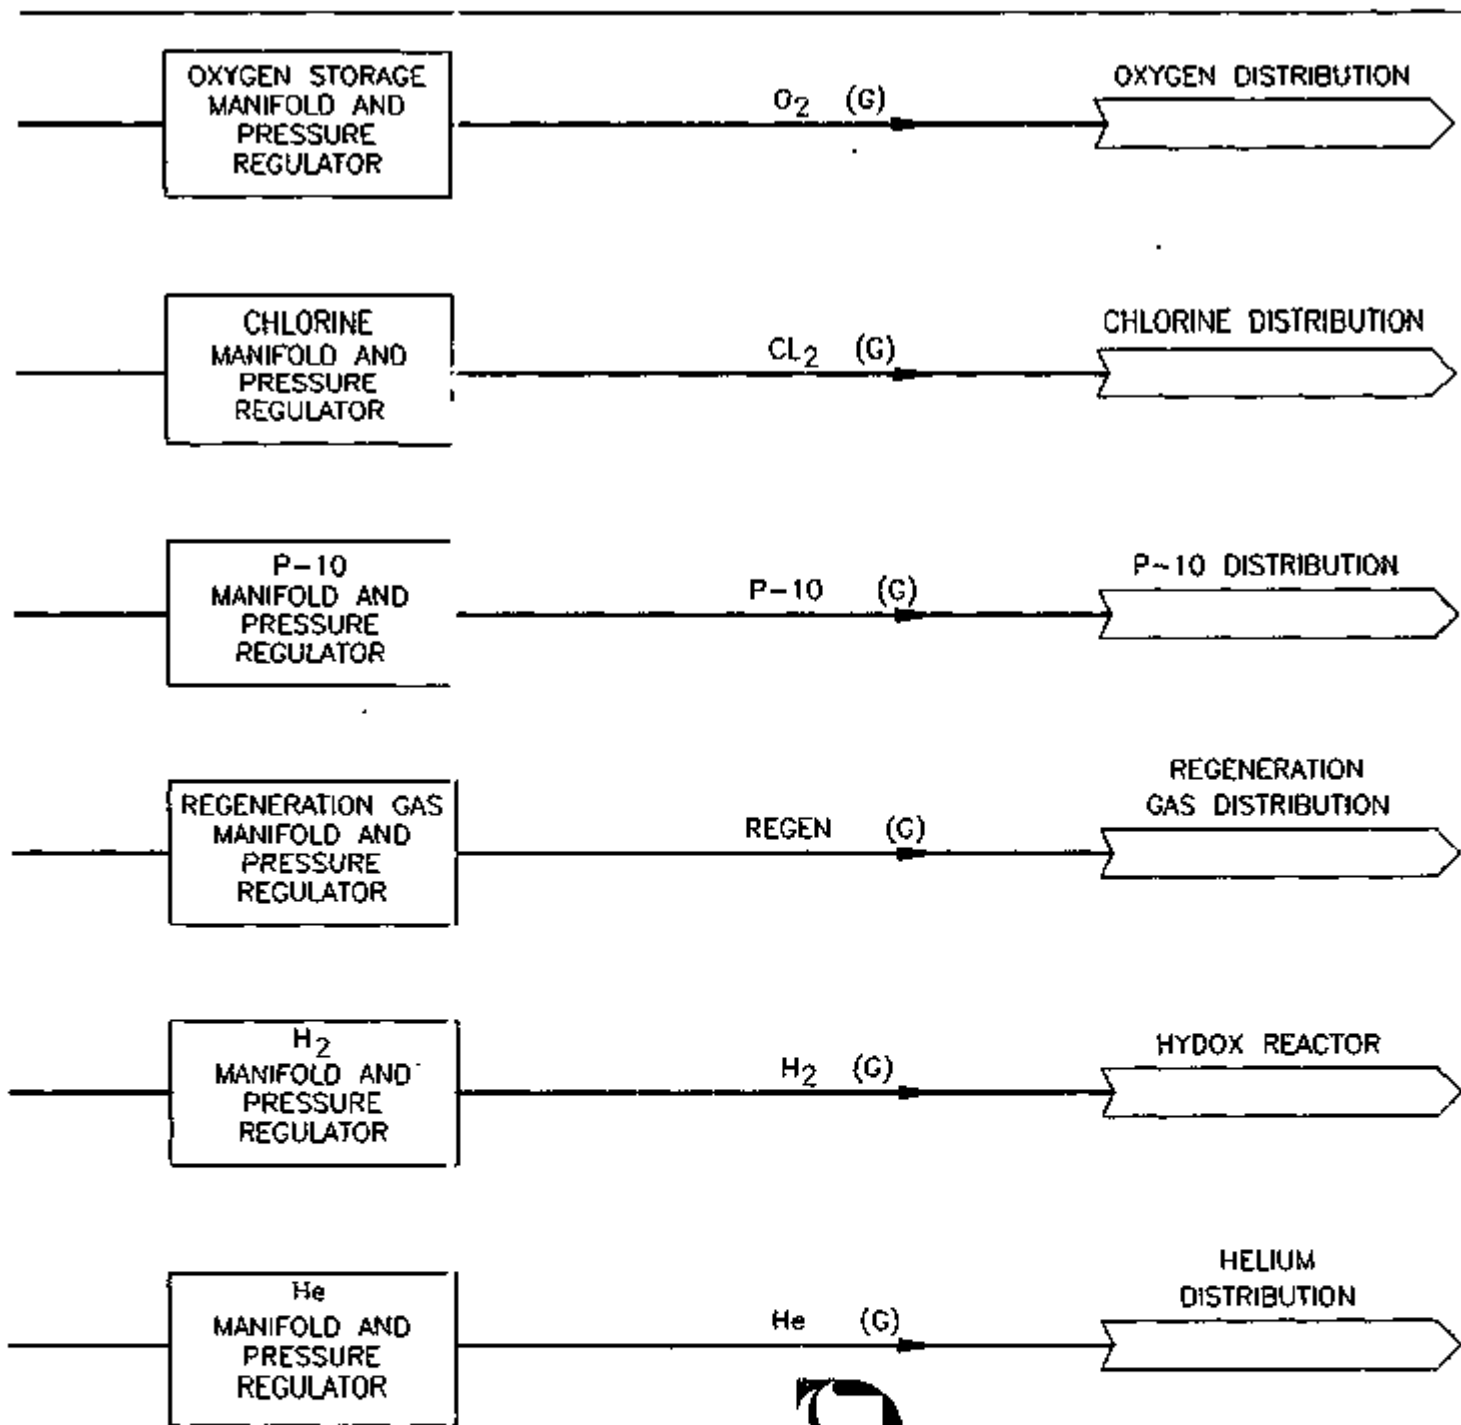 OXYGEN STORAGE
MANIFOLD AND
PRESSURE
REGULATOR
O2 (G)
OXYGEN DISTRIBUTION
CHLORINE
MANIFOLD AND
PRESSURE
REGULATOR
CL2 (G)
CHLORINE DISTRIBUTION
P-10
MANIFOLD AND
PRESSURE
REGULATOR
P-10 (G)
P-10 DISTRIBUTION
REGENERATION GAS
MANIFOLD AND
PRESSURE
REGULATOR
REGEN (G)
REGENERATION
GAS DISTRIBUTION
H2
MANIFOLD AND
PRESSURE
REGULATOR
H2 (G)
HYDOX REACTOR
He
MANIFOLD AND
PRESSURE
REGULATOR
He (G)
HELIUM
DISTRIBUTION